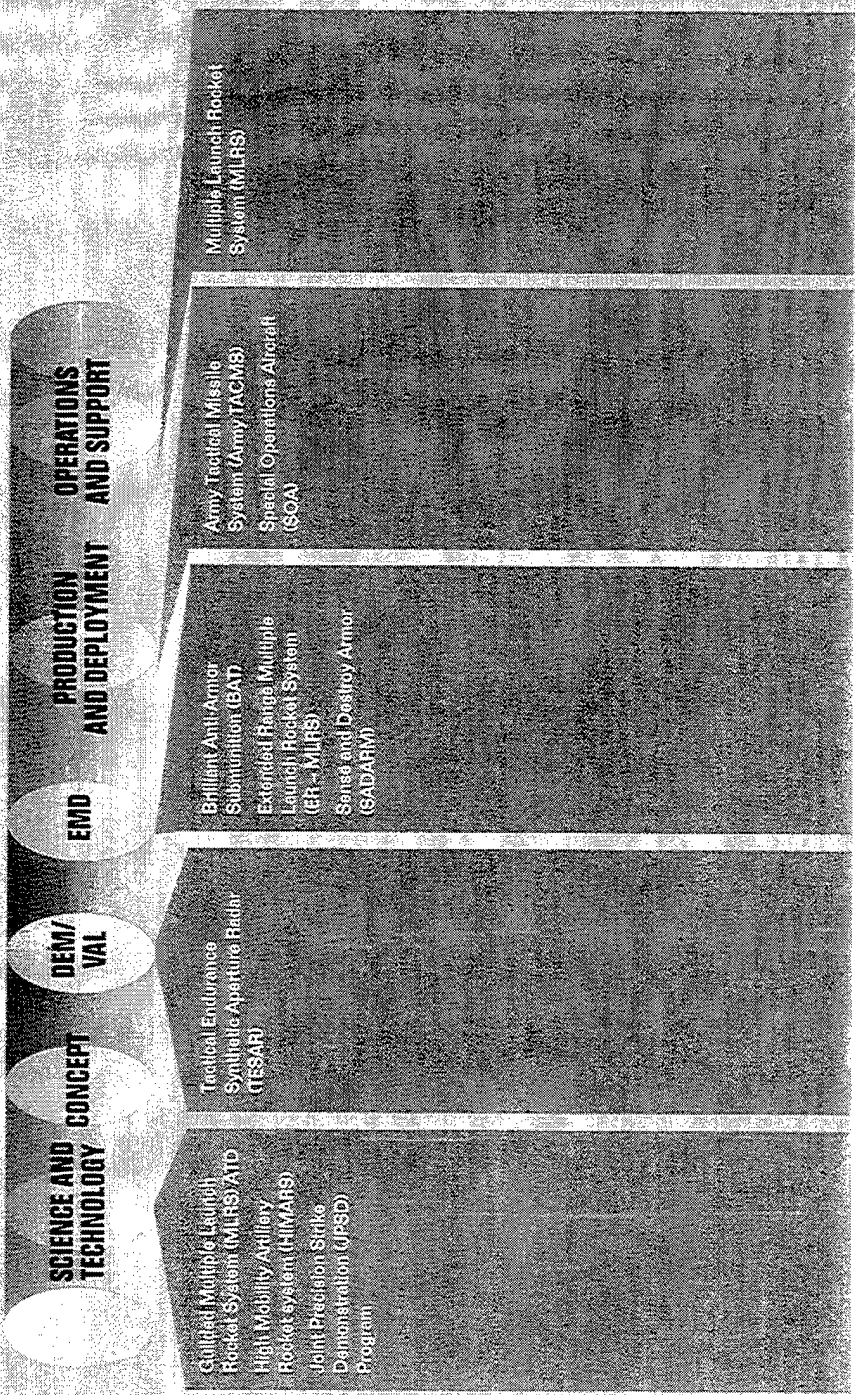 SCIENCE AND
TECHNOLOGY
CONCEPT
DEM/
VAL
EMD
PRODUCTION
AND DEPLOYMENT
OPERATIONS
AND SUPPORT
Guided Multiple Launch
Rocket System (MLRS) ATD
High Mobility Artillery
Rocket system (HIMARS)
Joint Precision Strike
Demonstration (JPSD)
Program
Tactical Endurance
Synthetic Aperture Radar
(TESAR)
Brilliant Anti-Armor
Submunition (BAT)
Extended Range Multiple
Launch Rocket System
(ER - MLRS)
Sense and Destroy Armor
(SADARM)
Army Tactical Missile
System (Army TACMS)
Special Operations Aircraft
(SOA)
Multiple Launch Rocket
System (MLRS)